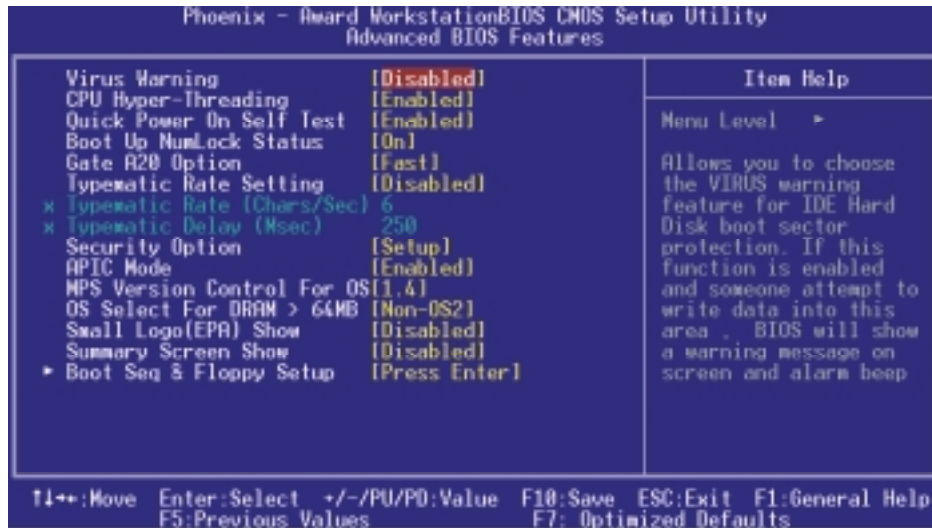 Phoenix - Award WorkstationBIOS CMOS Setup Utility
Advanced BIOS Features
Virus Warning [Disabled]
CPU Hyper-Threading [Enabled]
Quick Power On Self Test [Enabled]
Boot Up NumLock Status [On]
Gate A20 Option [Fast]
Typematic Rate Setting [Disabled]
x Typematic Rate (Chars/Sec) 6
x Typematic Delay (Msec) 250
Security Option [Setup]
APIC Mode [Enabled]
MPS Version Control For OS[1.4]
OS Select For DRAM > 64MB [Non-OS2]
Small Logo(EPA) Show [Disabled]
Summary Screen Show [Disabled]
► Boot Seq & Floppy Setup [Press Enter]
Item Help
Menu Level ►
Allows you to choose
the VIRUS warning
feature for IDE Hard
Disk boot sector
protection. If this
function is enabled
and someone attempt to
write data into this
area . BIOS will show
a warning message on
screen and alarm beep
↑↓→←:Move Enter:Select +/-/PU/PD:Value F10:Save ESC:Exit F1:General Help
F5:Previous Values F7: Optimized Defaults